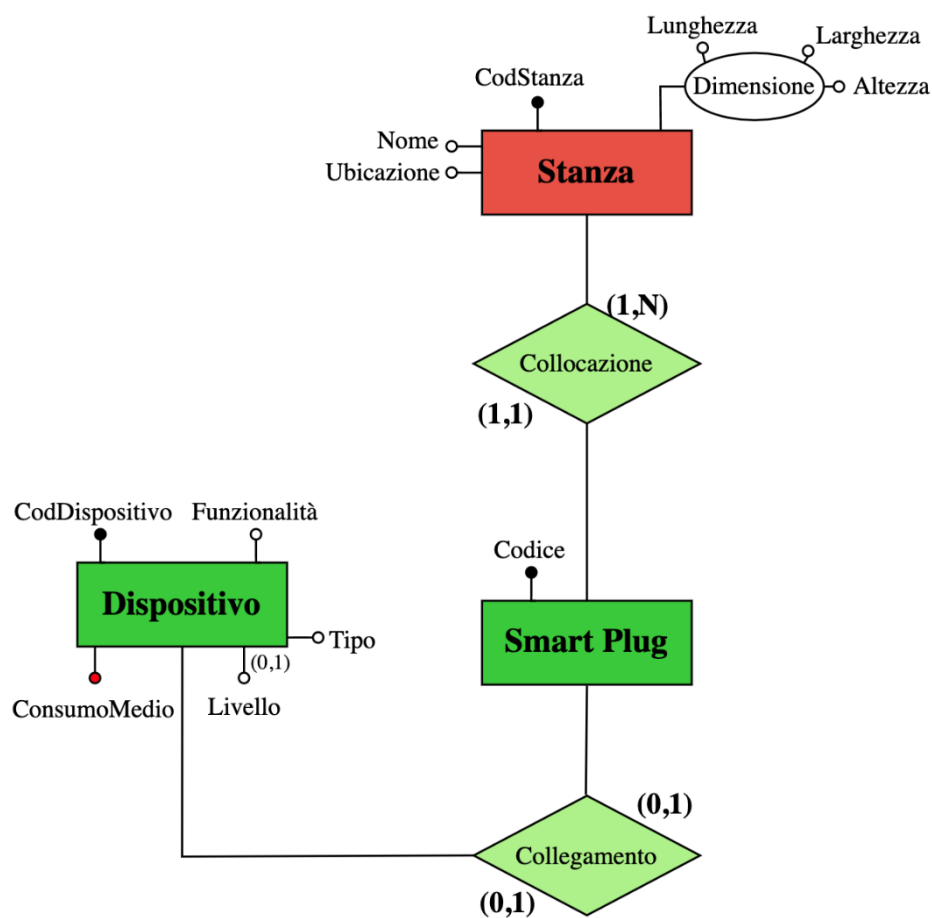 Lunghezza
Larghezza
CodStanza
Dimensione
Altezza
Nome
Ubicazione
Stanza
(1,N)
Collocazione
(1,1)
CodDispositivo
Funzionalità
Codice
Dispositivo
Smart Plug
Tipo
(0,1)
ConsumoMedio
Livello
(0,1)
Collegamento
(0,1)